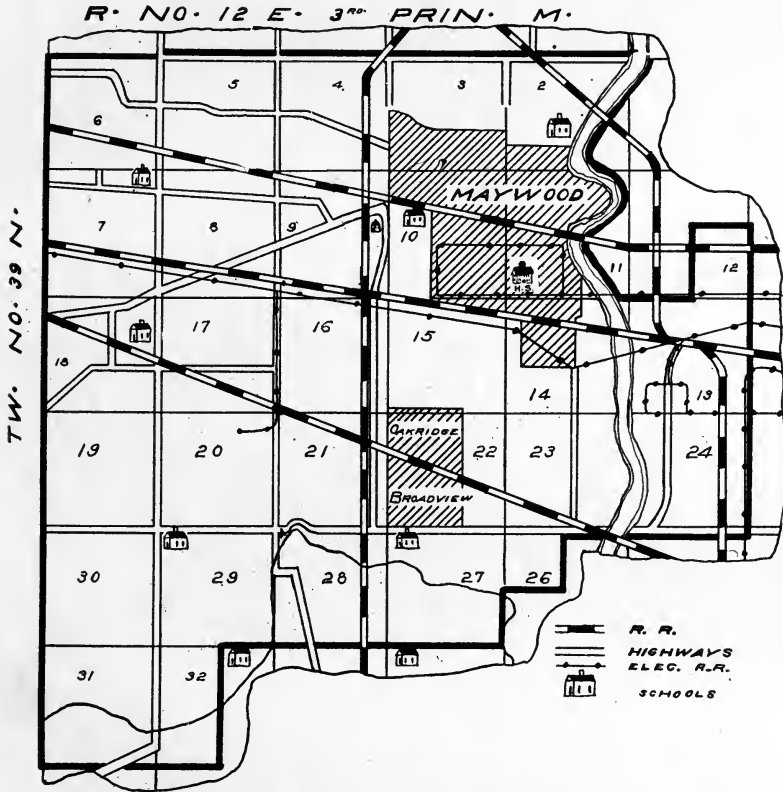 R. NO. 12 E. 3RD. PRIN. M.
TW. NO. 39 N.
5 4 3 2
6
MAYWOOD
7 8 9 10 11 12
H.S.
18 17 16 15
14 13
OAKRIDGE
19 20 21 22 23 24
BROADVIEW
30 29 28 27 26
31 32
R. R.
HIGHWAYS
ELEC. R.R.
SCHOOLS